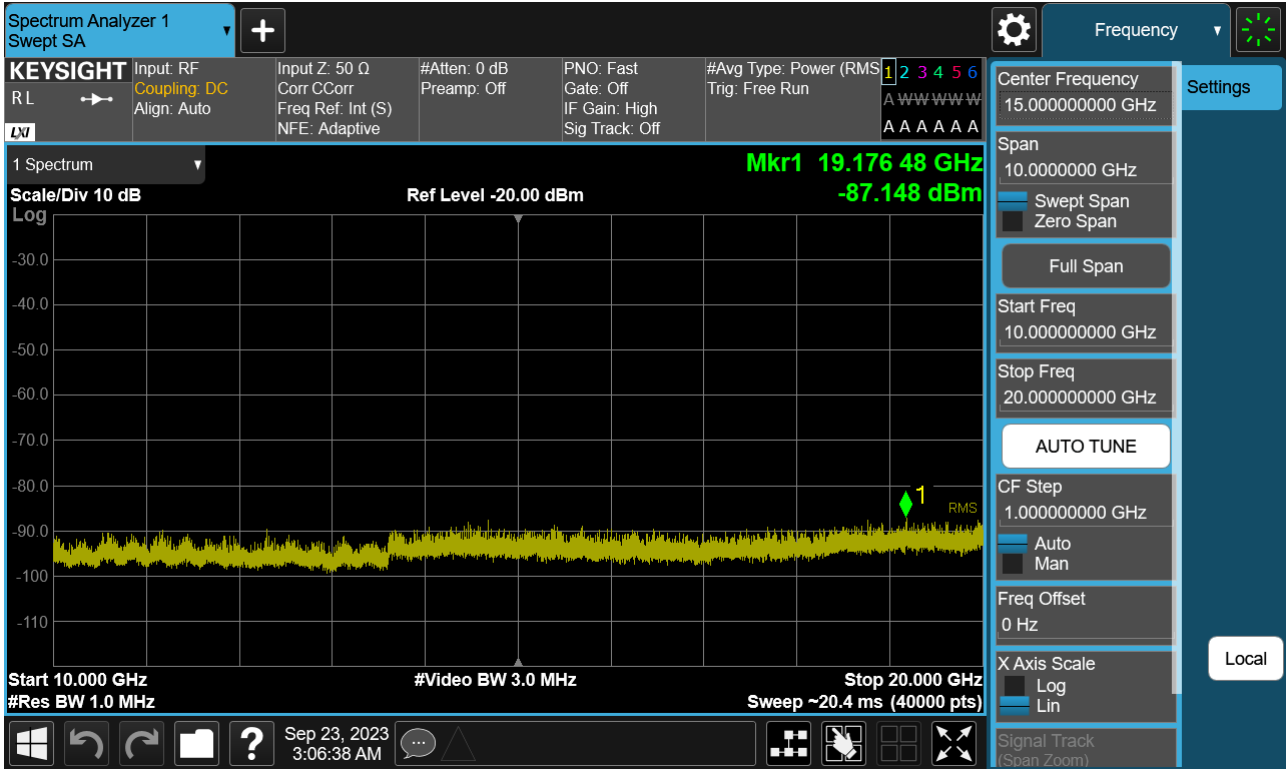 Spectrum Analyzer 1
Swept SA
+
Frequency
KEYSIGHT
R L
LXI
Input: RF
Coupling: DC
Align: Auto
Input Z: 50 Ω
Corr CCorr
Freq Ref: Int (S)
NFE: Adaptive
#Atten: 0 dB
Preamp: Off
PNO: Fast
Gate: Off
IF Gain: High
Sig Track: Off
#Avg Type: Power (RMS
Trig: Free Run
1 2 3 4 5 6
A W W W W W
A A A A A A
1 Spectrum
Mkr1 19.176 48 GHz
Scale/Div 10 dB
Ref Level -20.00 dBm
-87.148 dBm
Log
-30.0
-40.0
-50.0
-60.0
-70.0
-80.0
1
RMS
-90.0
-100
-110
Start 10.000 GHz
#Video BW 3.0 MHz
Stop 20.000 GHz
#Res BW 1.0 MHz
Sweep ~20.4 ms (40000 pts)
Center Frequency
15.000000000 GHz
Settings
Span
10.0000000 GHz
Swept Span
Zero Span
Full Span
Start Freq
10.000000000 GHz
Stop Freq
20.000000000 GHz
AUTO TUNE
CF Step
1.000000000 GHz
Auto
Man
Freq Offset
0 Hz
X Axis Scale
Log
Lin
Local
Signal Track
(Span Zoom)
?
Sep 23, 2023
3:06:38 AM